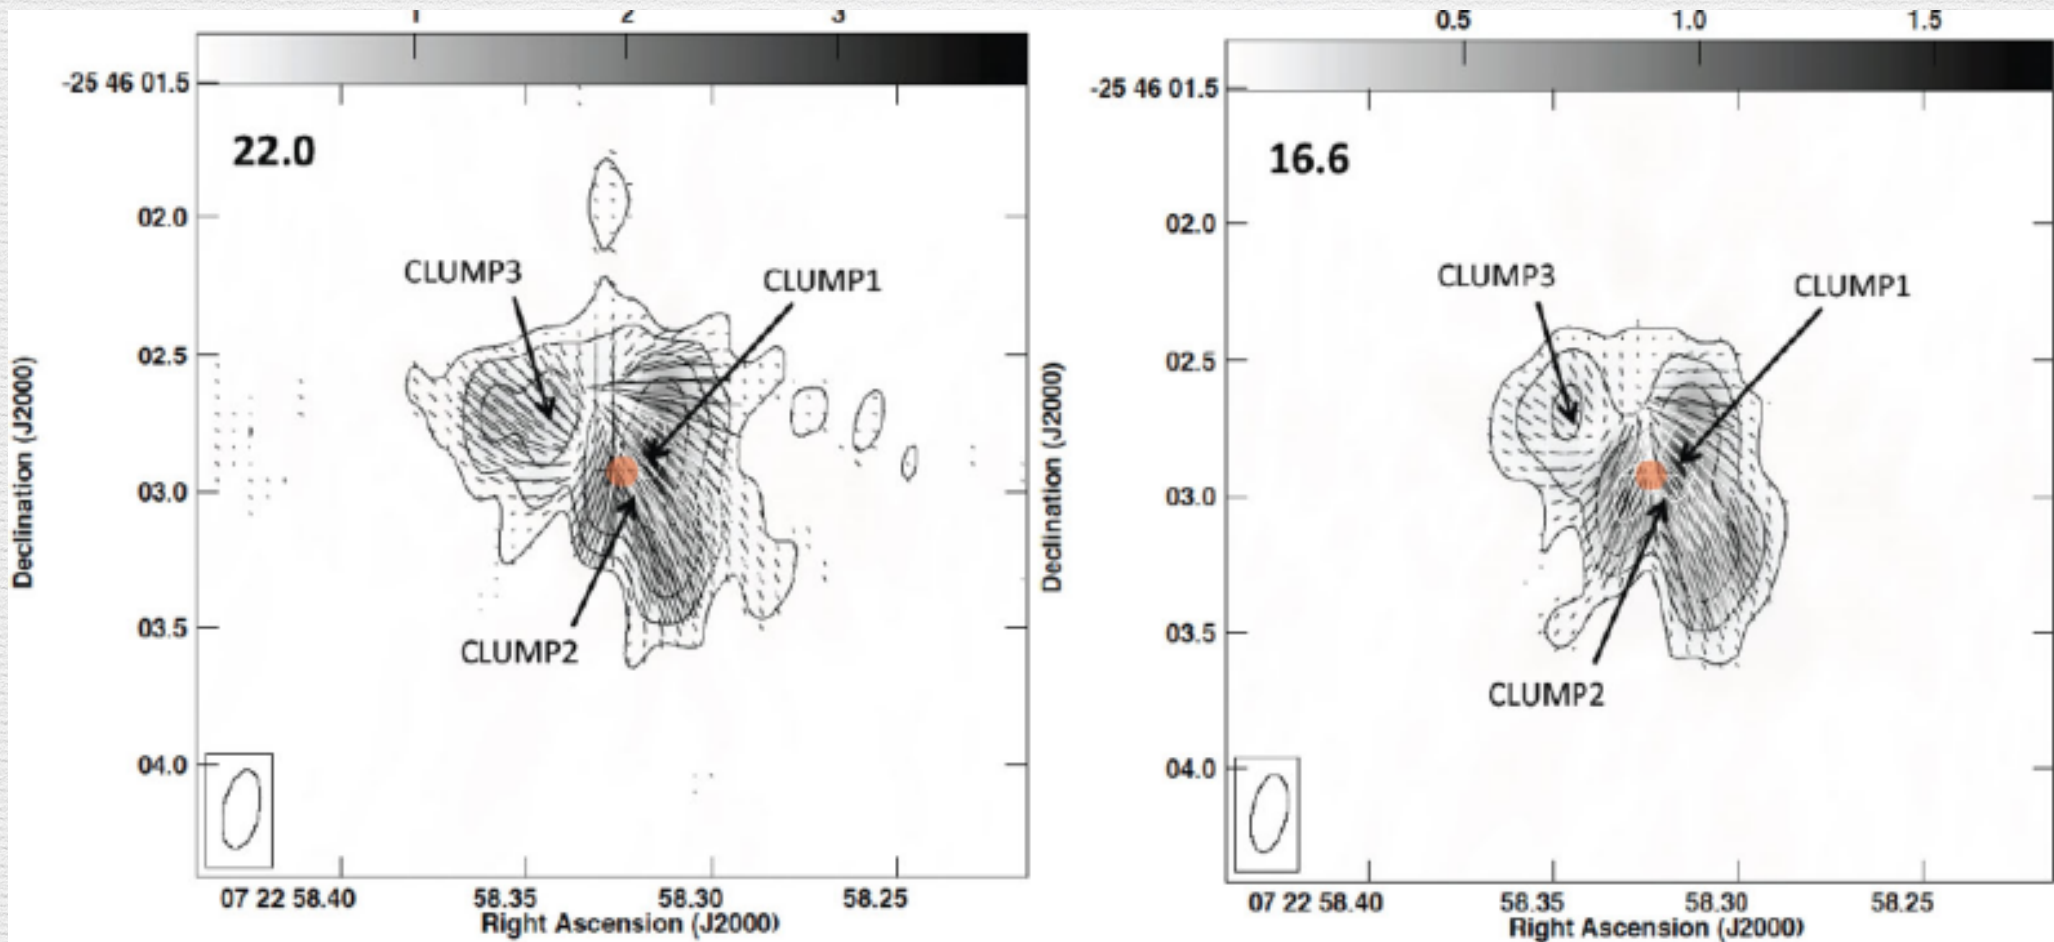 1 2 3
-25 46 01.5
22.0
02.0
CLUMP3
CLUMP1
02.5
03.0
03.5
CLUMP2
04.0
Declination (J2000)
07 22 58.40 58.35 58.30 58.25
Right Ascension (J2000)
0.5 1.0 1.5
-25 46 01.5
16.6
02.0
CLUMP3
CLUMP1
02.5
03.0
03.5
CLUMP2
04.0
Declination (J2000)
07 22 58.40 58.35 58.30 58.25
Right Ascension (J2000)